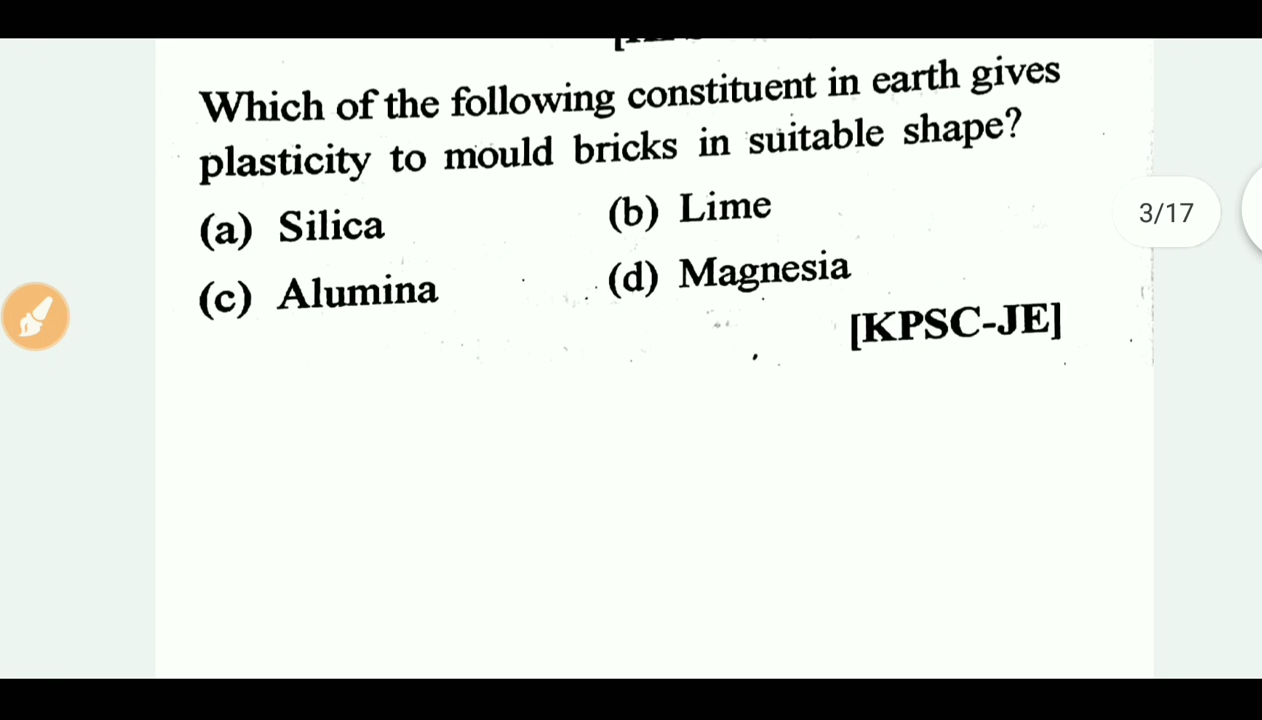 Which of the following constituent in earth gives
plasticity to mould bricks in suitable shape?
(a) Silica (b) Lime
(c) Alumina (d) Magnesia
[KPSC-JE]
3/17